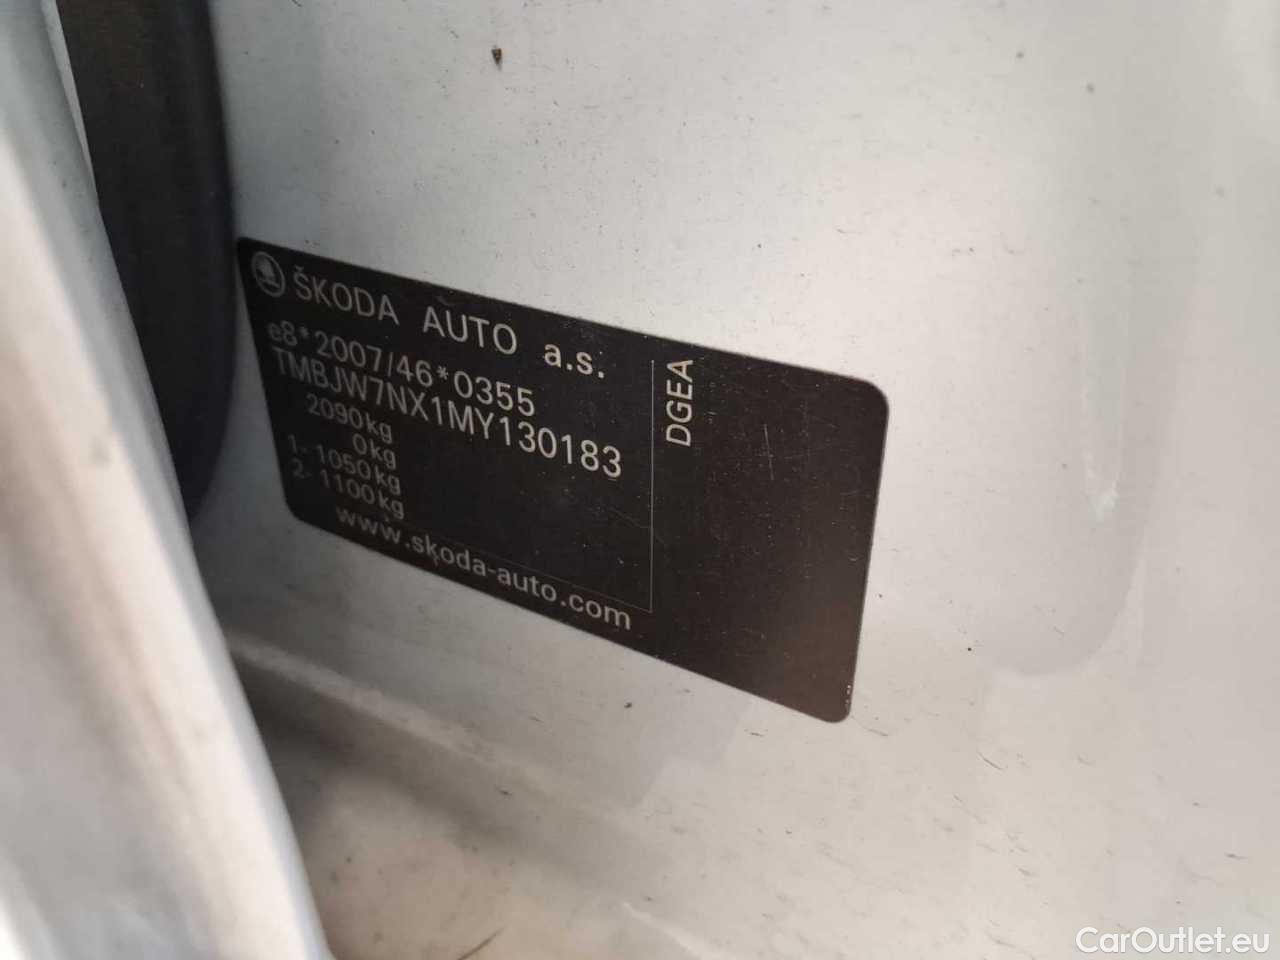 ŠKODA AUTO a.s.
e8*2007/46*0355
TMBJW7NX1MY130183
2090kg
0kg
1- 1050kg
2- 1100kg
www.skoda-auto.com
DGEA
CarOutlet.eu